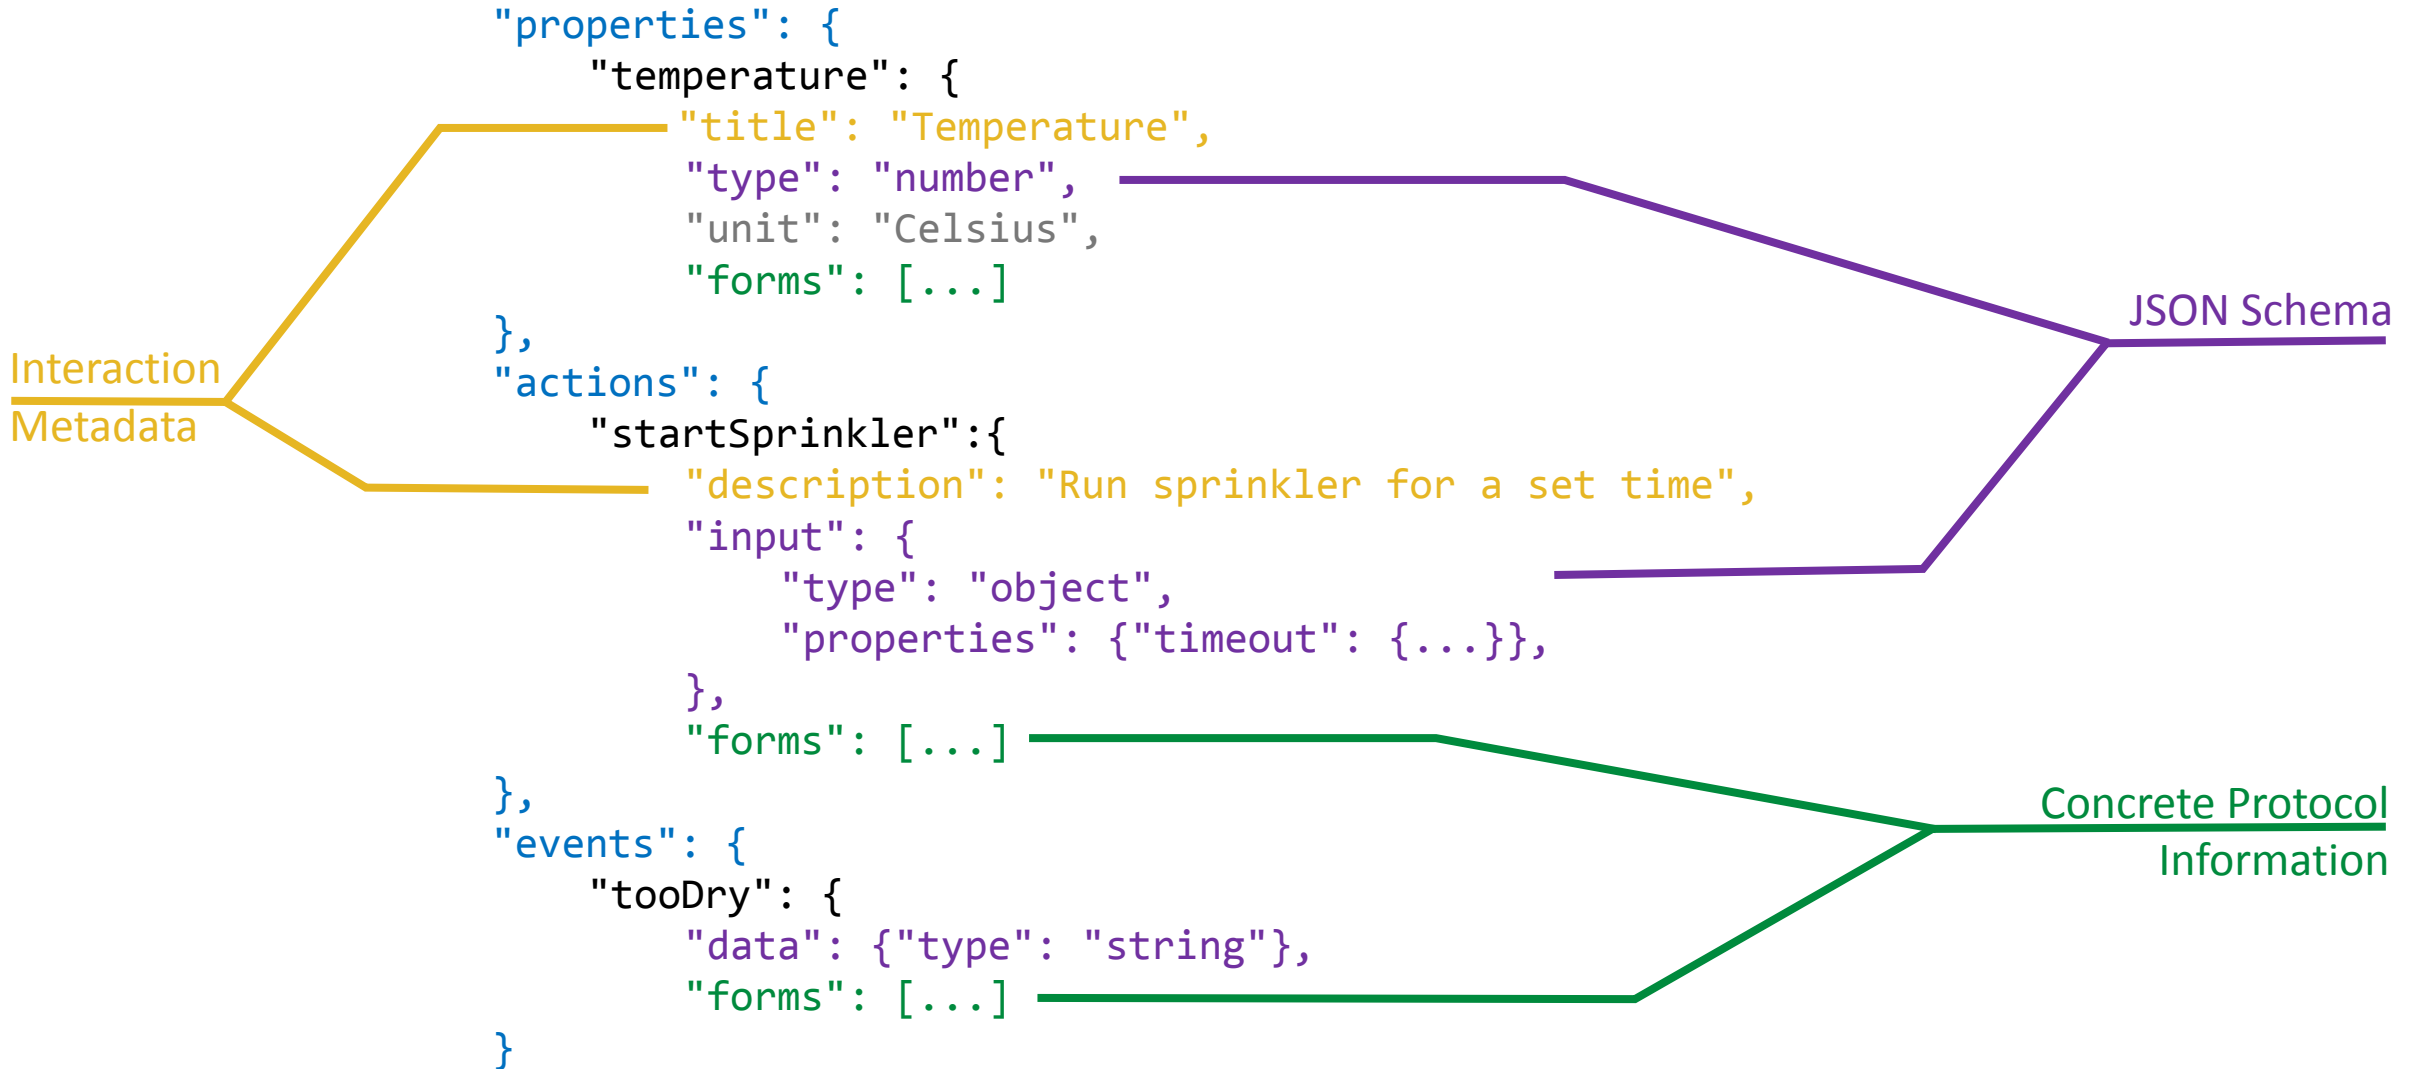 "properties": {
"temperature": {
"title": "Temperature",
"type": "number",
"unit": "Celsius",
"forms": [...]
},
"actions": {
"startSprinkler":{
"description": "Run sprinkler for a set time",
"input": {
"type": "object",
"properties": {"timeout": {...}},
},
"forms": [...]
},
"events": {
"tooDry": {
"data": {"type": "string"},
"forms": [...]
}
Interaction
Metadata
JSON Schema
Concrete Protocol
Information